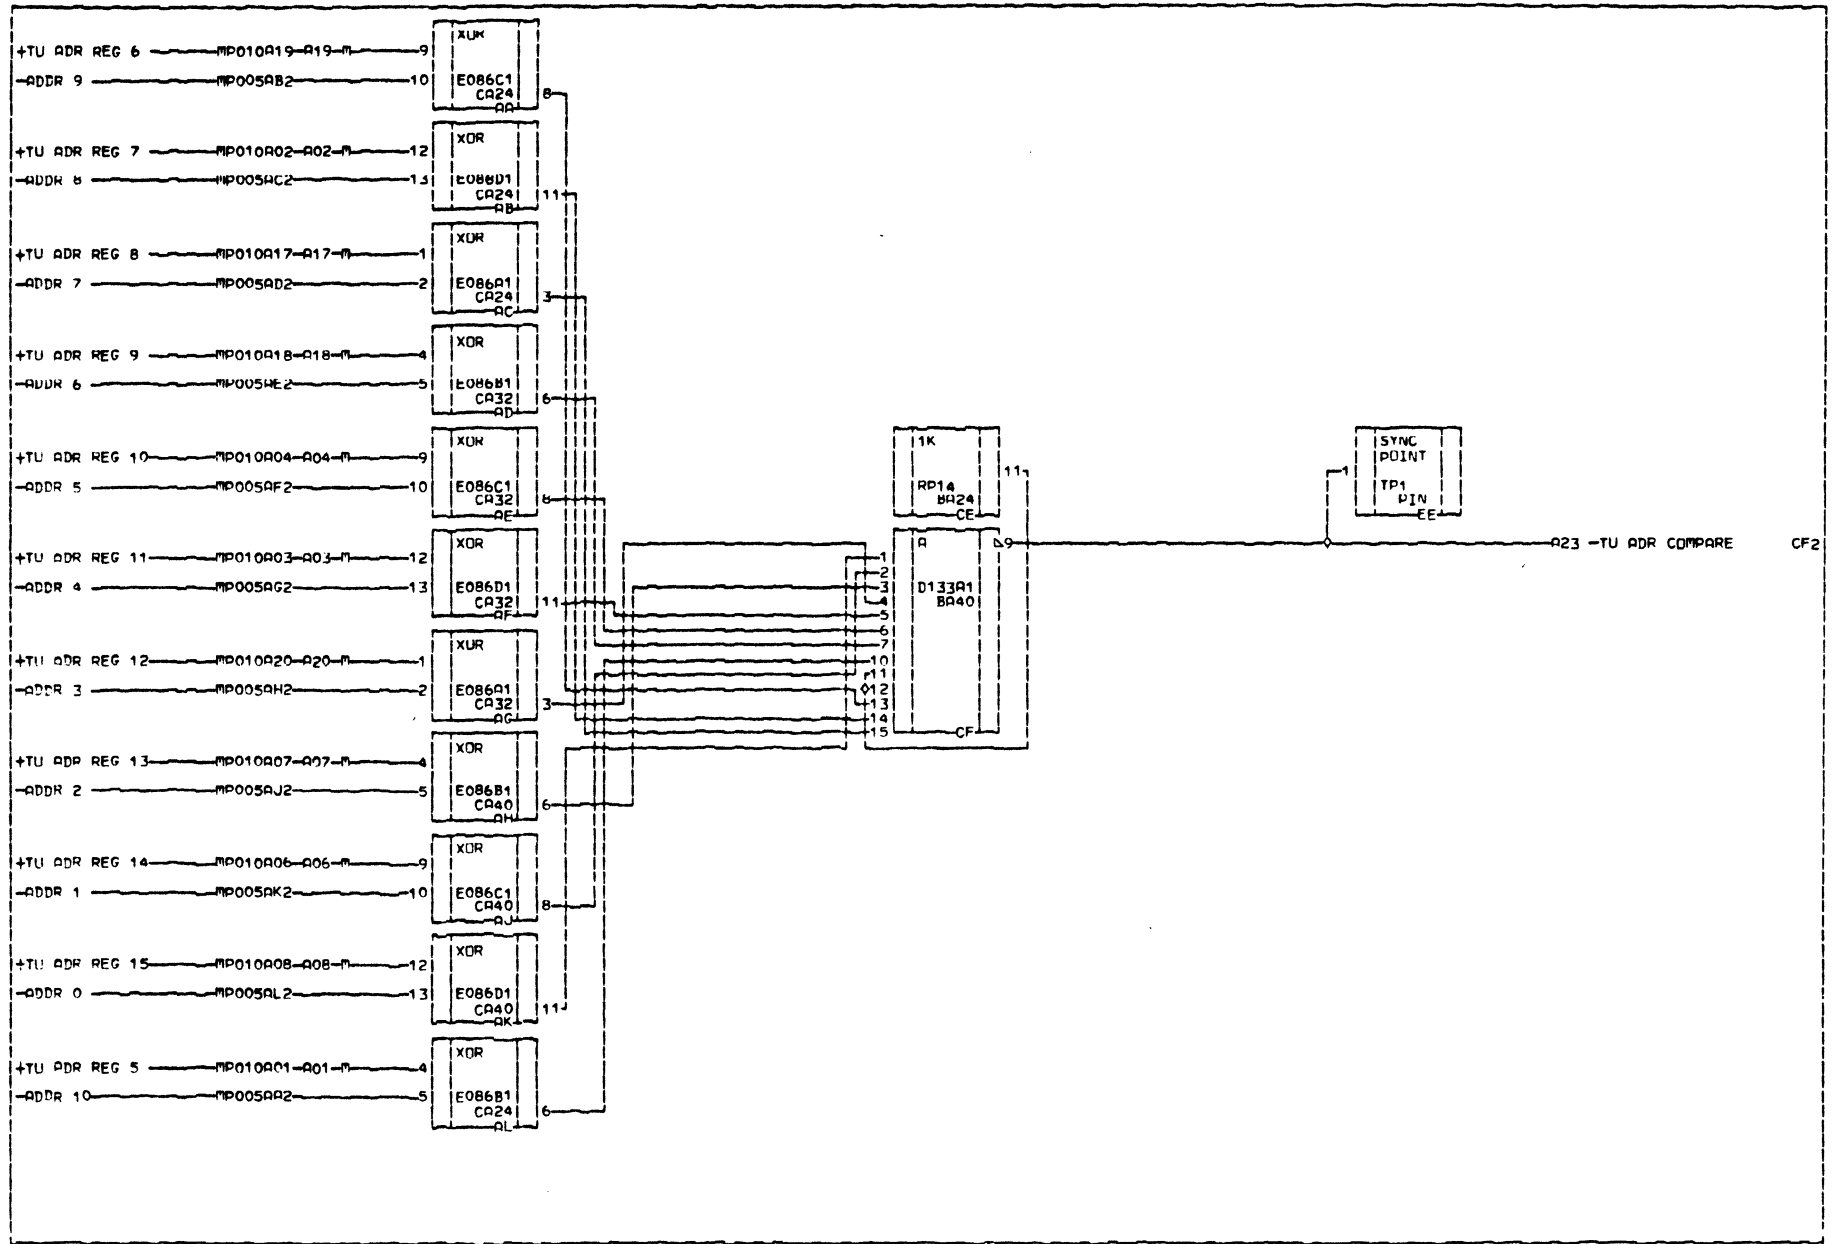 +TU ADR REG 6 MP010A19-A19-M 9 XOR
-ADDR 9 MP005AB2 10 E086C1
CA24 8
AA
+TU ADR REG 7 MP010A02-A02-M 12 XOR
-ADDR 8 MP005AC2 13 E086D1
CA24 11
AB
+TU ADR REG 8 MP010A17-A17-M 1 XOR
-ADDR 7 MP005AD2 2 E086A1
CA24 3
AC
+TU ADR REG 9 MP010A18-A18-M 4 XOR
-ADDR 6 MP005AE2 5 E086B1
CA32 6
AD
+TU ADR REG 10 MP010A04-A04-M 9 XOR
-ADDR 5 MP005AF2 10 E086C1
CA32 8
AE
1K
11
RP14
BA24
CE
SYNC
POINT
1
TP1
PIN
EE
+TU ADR REG 11 MP010A03-A03-M 12 XOR
-ADDR 4 MP005AG2 13 E086D1
CA32 11
AF
A 9
A23 -TU ADR COMPARE CF2
1
2
3 D133A1
4 BA40
5
6
7
10
11
12
13
14
15 CF
+TU ADR REG 12 MP010A20-A20-M 1 XOR
-ADDR 3 MP005AH2 2 E086A1
CA32 3
AG
+TU ADR REG 13 MP010A07-A07-M 4 XOR
-ADDR 2 MP005AJ2 5 E086B1
CA40 6
AH
+TU ADR REG 14 MP010A06-A06-M 9 XOR
-ADDR 1 MP005AK2 10 E086C1
CA40 8
AJ
+TU ADR REG 15 MP010A08-A08-M 12 XOR
-ADDR 0 MP005AL2 13 E086D1
CA40 11
AK
+TU ADR REG 5 MP010A01-A01-M 4 XOR
-ADDR 10 MP005AA2 5 E086B1
CA24 6
AL